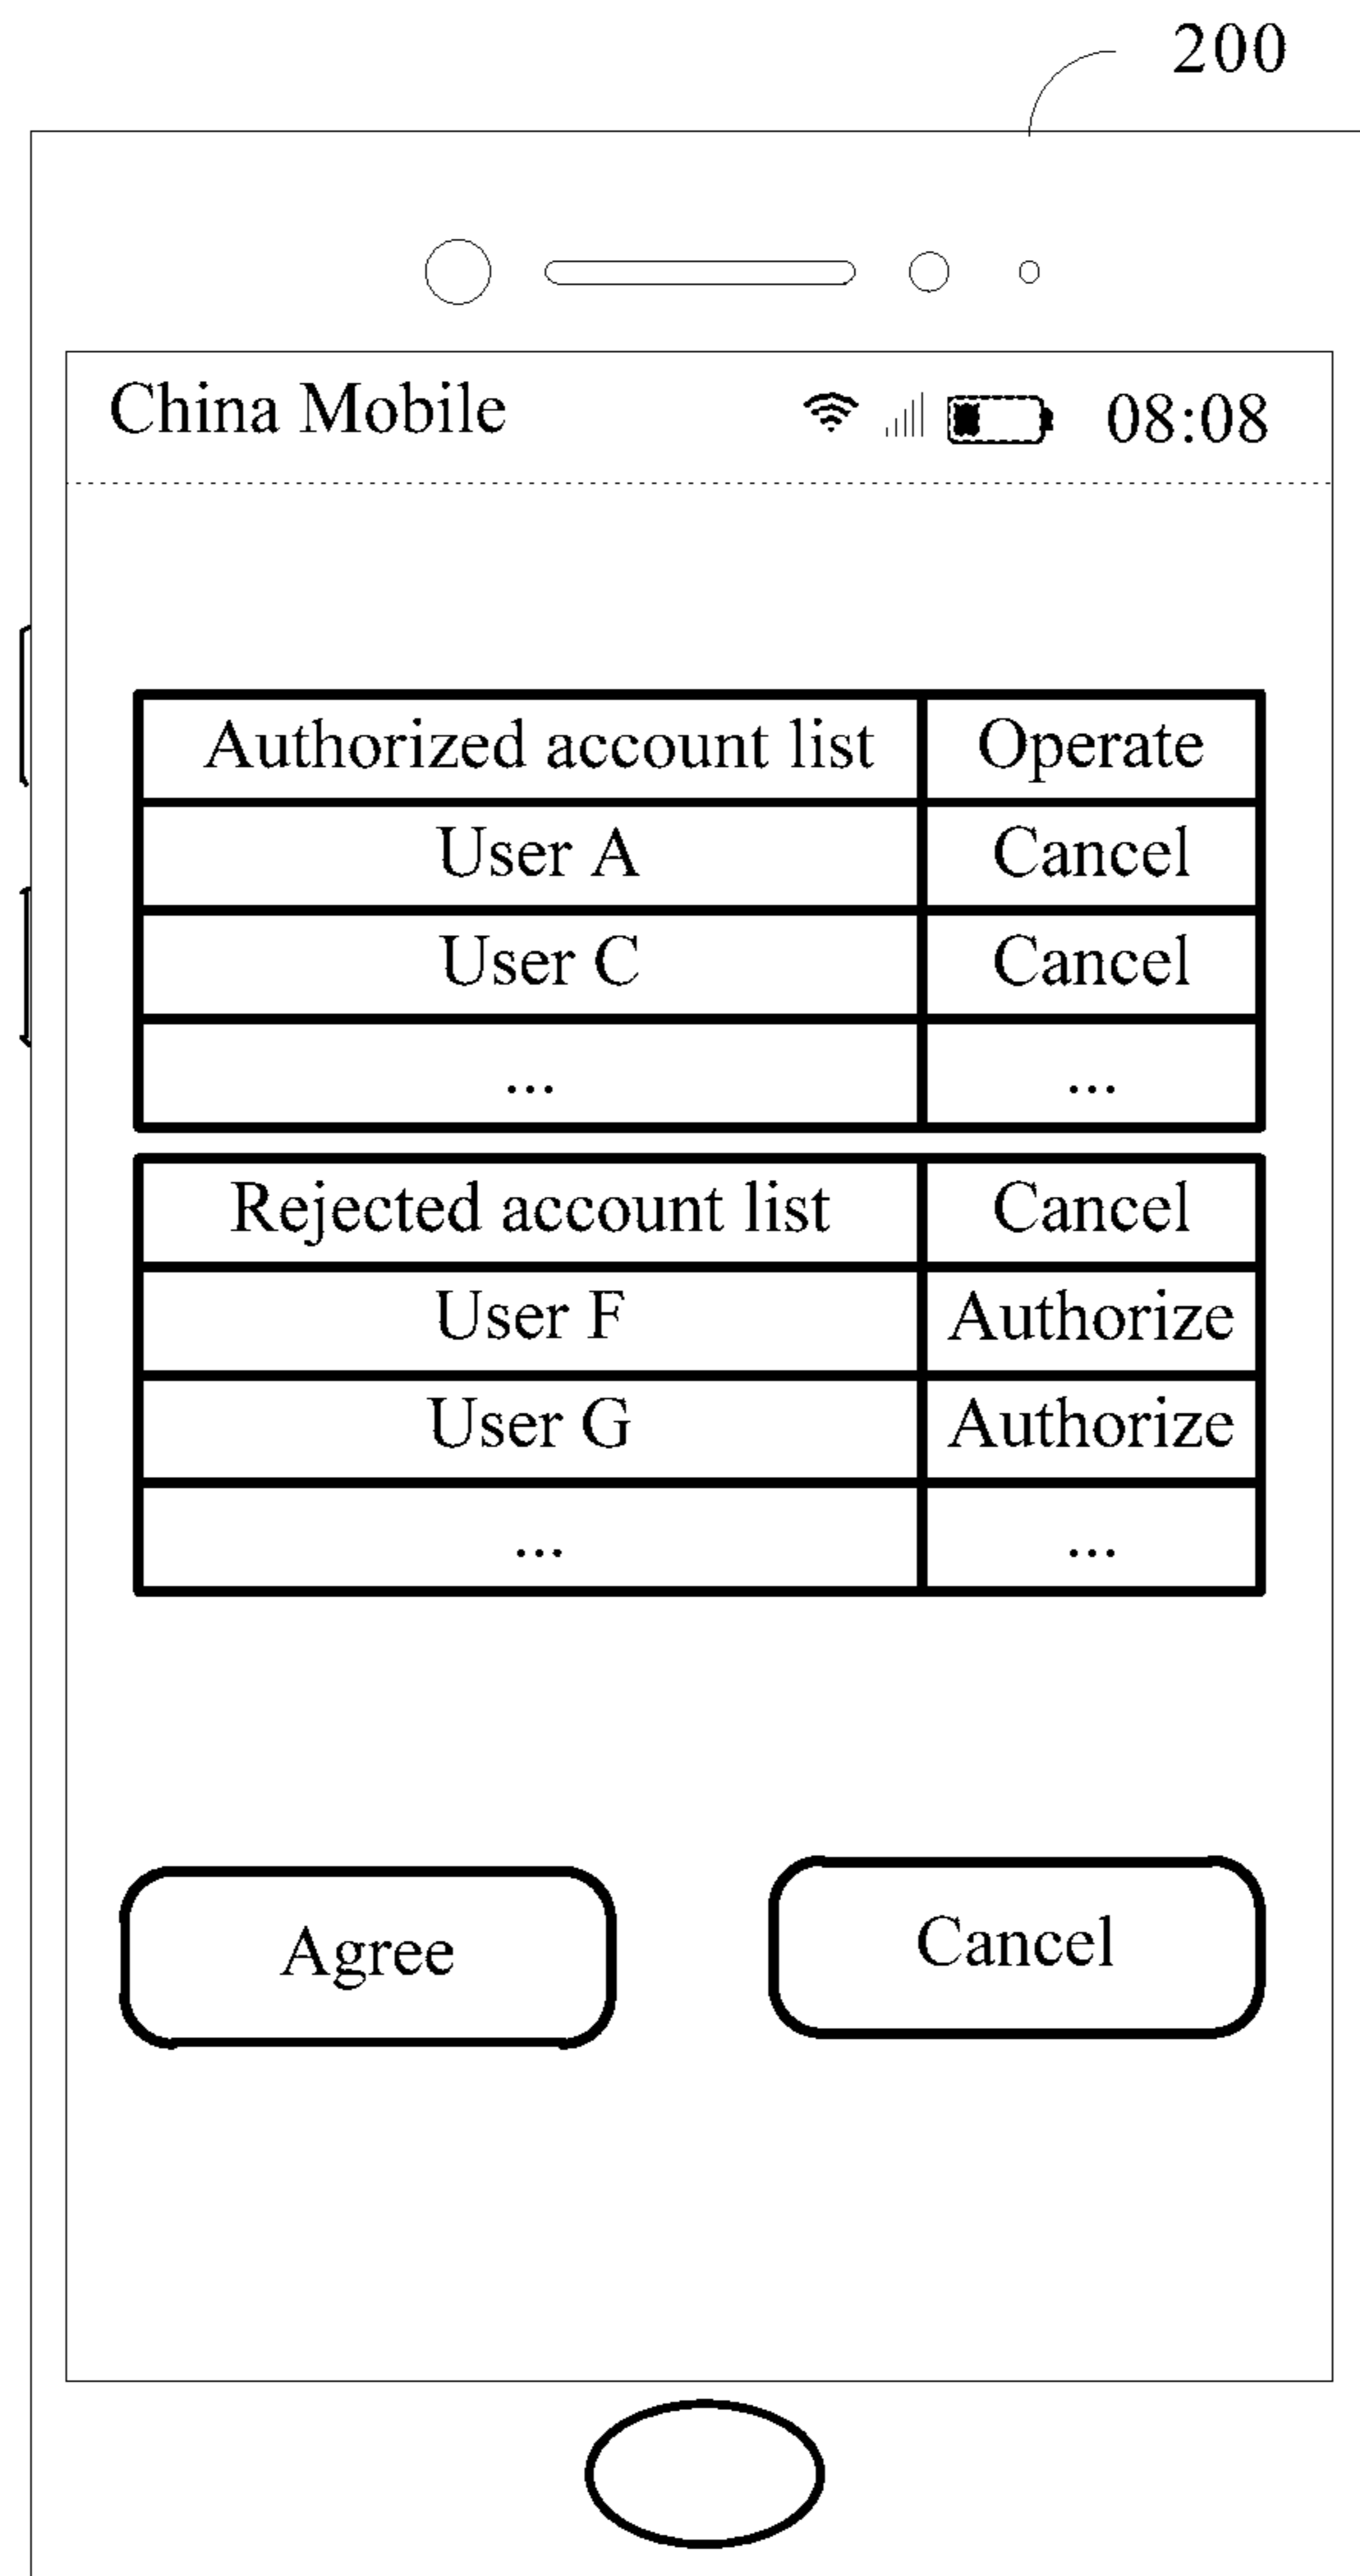 200
China Mobile 08:08
Authorized account list Operate
User A Cancel
User C Cancel
... ...
Rejected account list Cancel
User F Authorize
User G Authorize
... ...
Agree Cancel